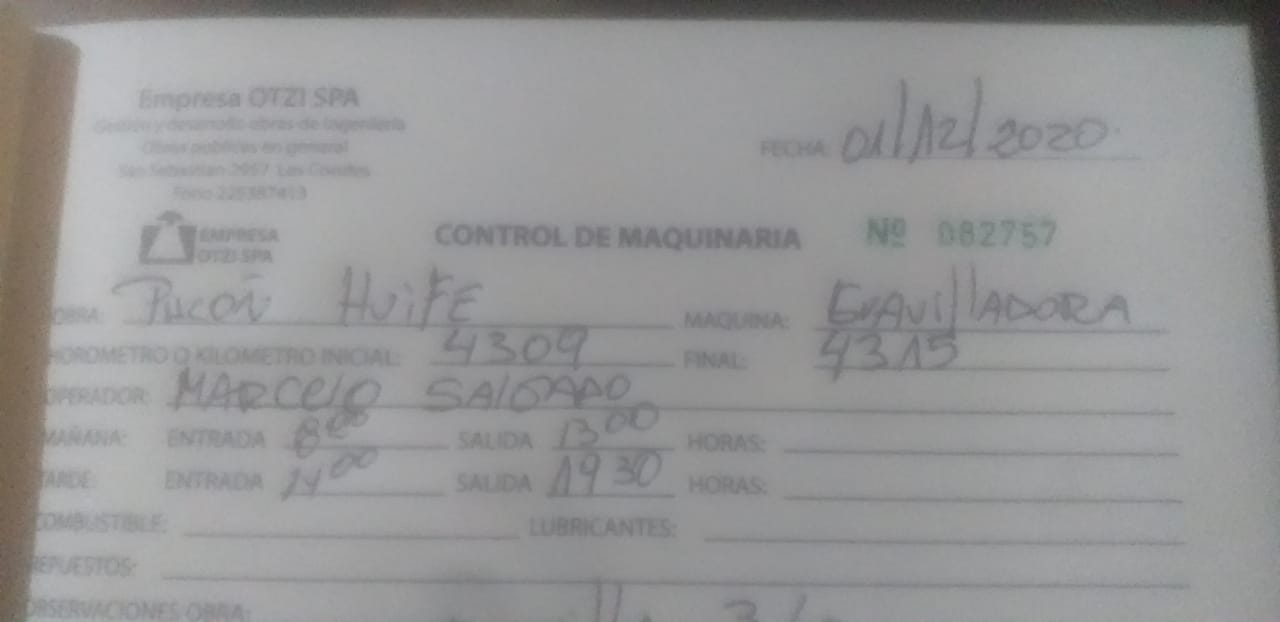 Empresa OTZI SPA
Gestión y desarrollo obras de Ingeniería
Obras públicas en general
San Sebastian 2957 Las Condes
Fono 225387413
FECHA: 01/12/2020
EMPRESA
OTZI SPA
CONTROL DE MAQUINARIA Nº 082757
OBRA: Pucón HuiFE MAQUINA: GravillADORA
HOROMETRO O KILOMETRO INICIAL: 4309 FINAL: 4315
OPERADOR: MARCelo SAlGADO
MAÑANA: ENTRADA 8:00 SALIDA 13 00 HORAS:
TARDE: ENTRADA 14 00 SALIDA 19 30 HORAS:
COMBUSTIBLE: LUBRICANTES:
REPUESTOS:
OBSERVACIONES OBRA: